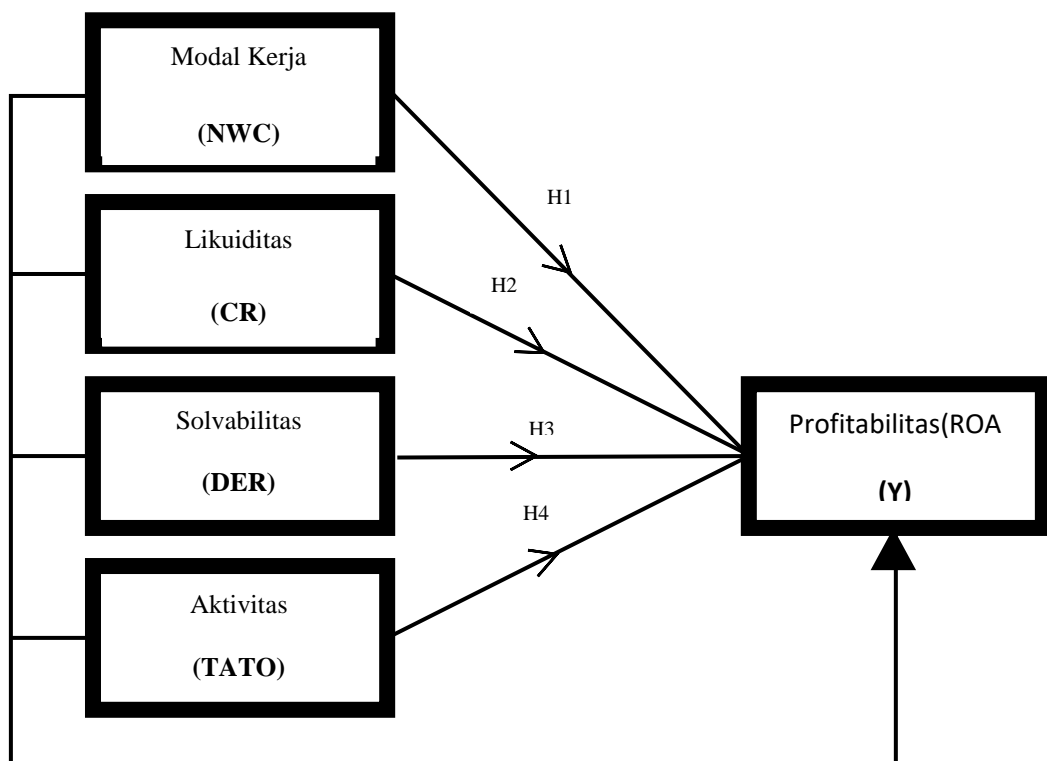 Modal Kerja
(NWC)
H1
Likuiditas
(CR)
H2
Solvabilitas
(DER)
H3
Profitabilitas(ROA
(Y)
H4
Aktivitas
(TATO)